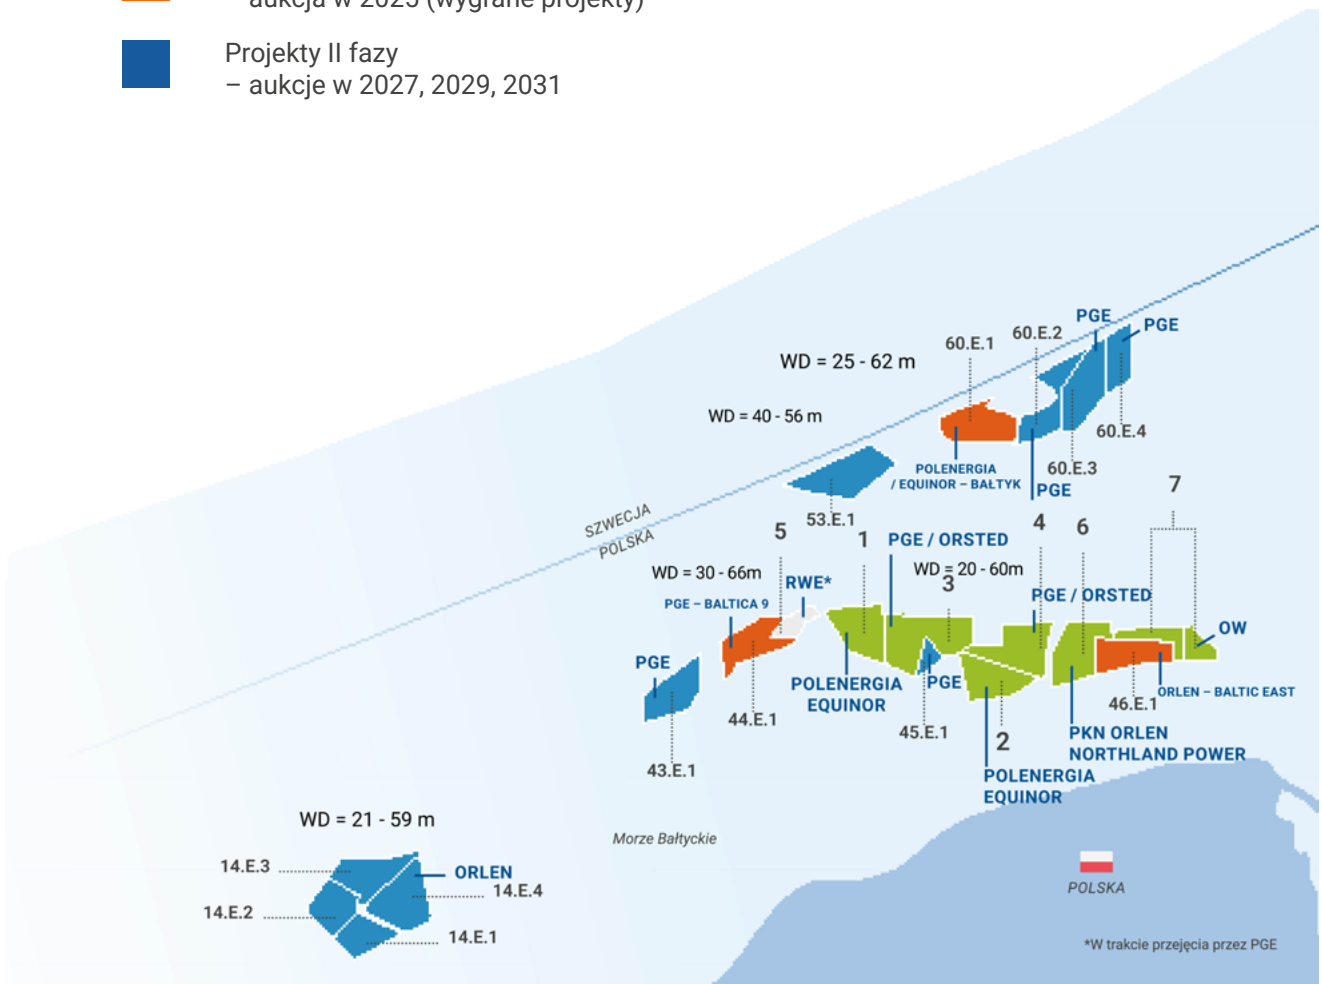 – aukcja w 2025 (wygrane projekty)
Projekty II fazy
– aukcje w 2027, 2029, 2031
PGE
PGE
60.E.2
60.E.1
WD = 25 - 62 m
WD = 40 - 56 m
60.E.4
POLENERGIA
/ EQUINOR – BAŁTYK
60.E.3
PGE
7
SZWECJA
POLSKA
53.E.1
5
1
PGE / ORSTED
4
6
WD = 30 - 66m
RWE*
WD = 20 - 60m
3
PGE – BALTICA 9
PGE / ORSTED
OW
PGE
POLENERGIA
EQUINOR
PGE
ORLEN – BALTIC EAST
46.E.1
44.E.1
45.E.1
2
PKN ORLEN
NORTHLAND POWER
43.E.1
POLENERGIA
EQUINOR
WD = 21 - 59 m
Morze Bałtyckie
14.E.3
ORLEN
14.E.4
14.E.2
14.E.1
POLSKA
*W trakcie przejęcia przez PGE